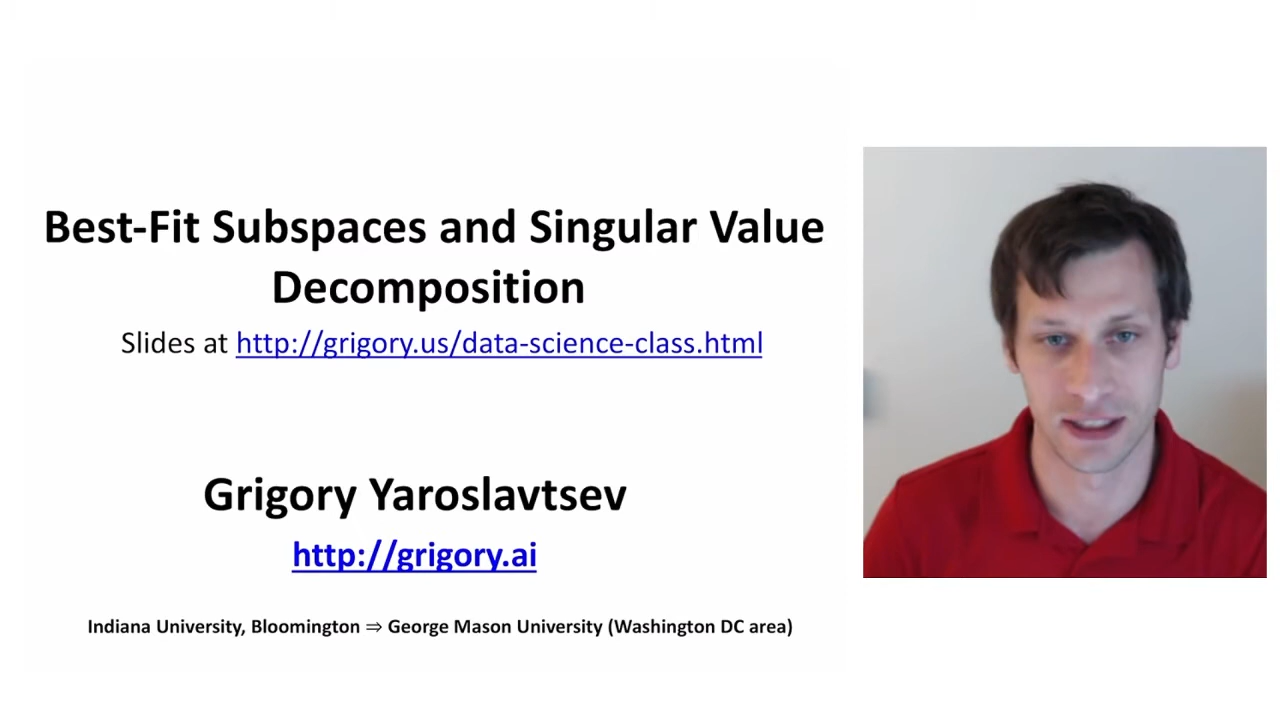 Best-Fit Subspaces and Singular Value
Decomposition
Slides at http://grigory.us/data-science-class.html
Grigory Yaroslavtsev
http://grigory.ai
Indiana University, Bloomington ⇒ George Mason University (Washington DC area)